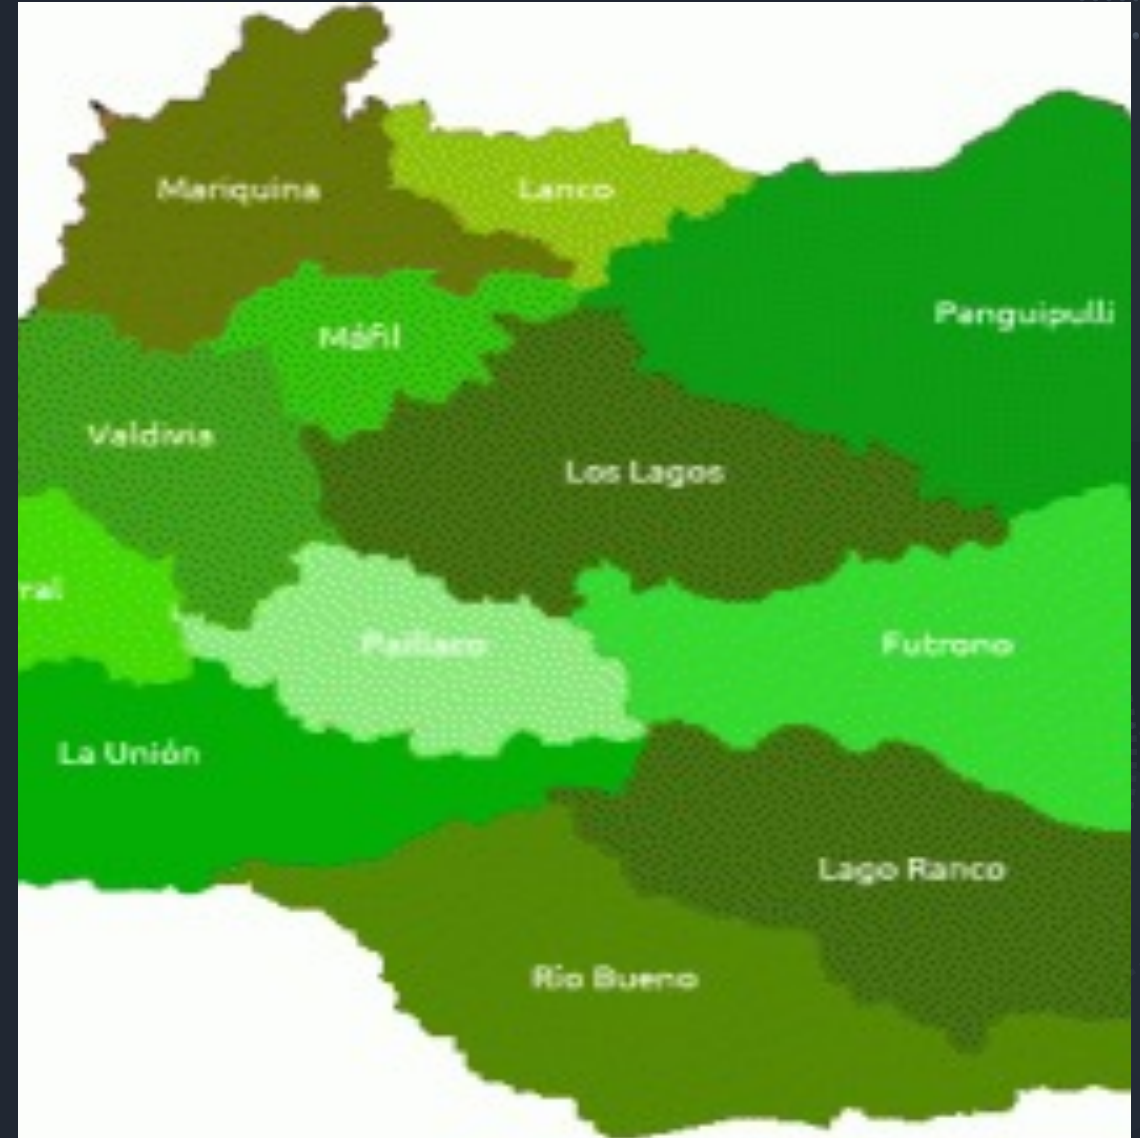 Mariquina
Lanco
Panguipulli
Máfil
Valdivia
Los Lagos
ral
Paillaco
Futrono
La Unión
Lago Ranco
Río Bueno